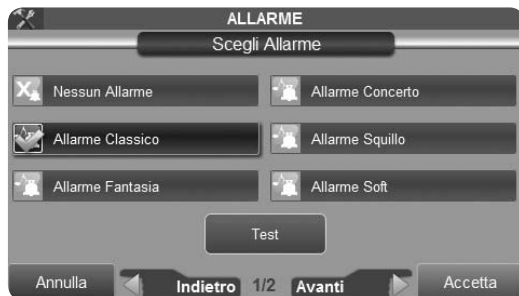 ALLARME
Scegli Allarme
Nessun Allarme
Allarme Concerto
Allarme Classico
Allarme Squillo
Allarme Fantasia
Allarme Soft
Test
Annulla
Indietro 1/2 Avanti
Accetta